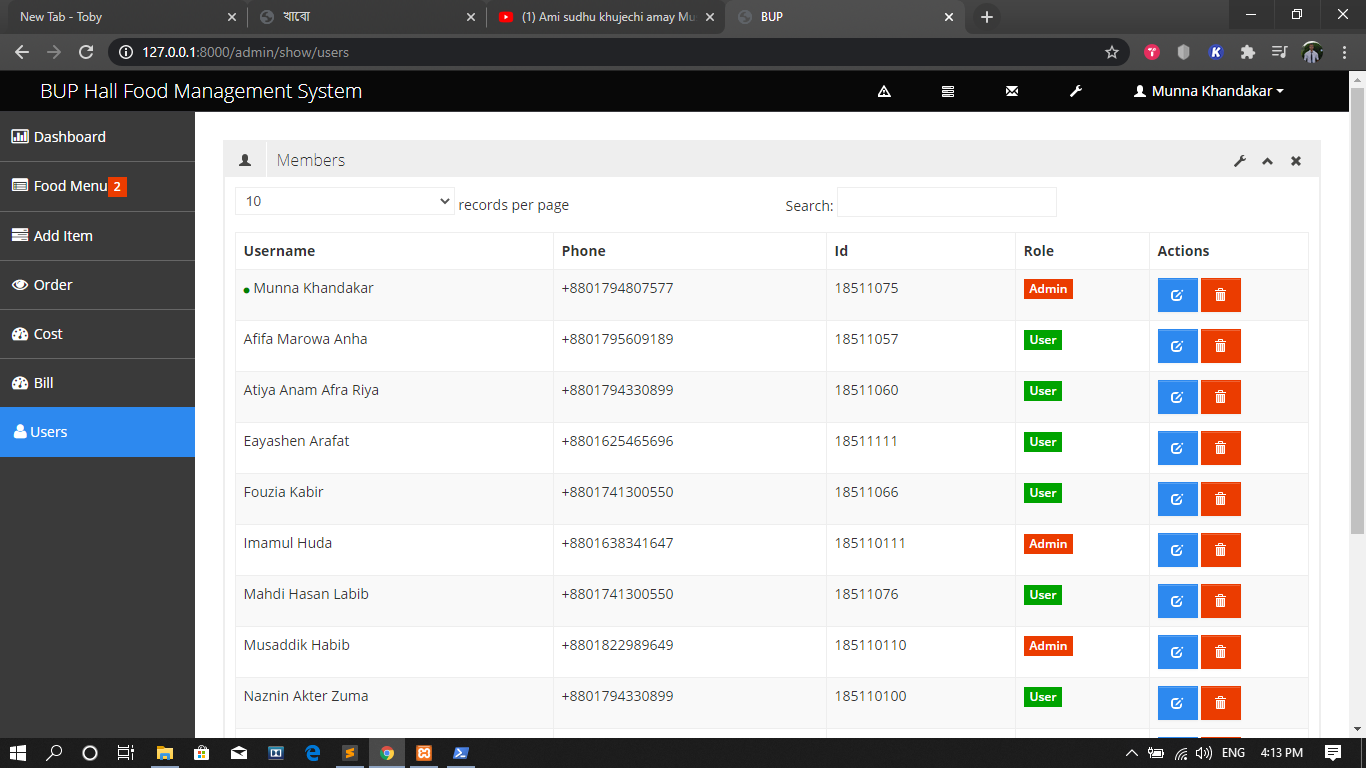 New Tab - Toby
খাবো
(1) Ami sudhu khujechi amay Mu
BUP
127.0.0.1:8000/admin/show/users
BUP Hall Food Management System
Munna Khandakar
Dashboard
Food Menu 2
Add Item
Order
Cost
Bill
Users
Members
10 records per page
Search:
Username Phone Id Role Actions
Munna Khandakar +8801794807577 18511075 Admin
Afifa Marowa Anha +8801795609189 18511057 User
Atiya Anam Afra Riya +8801794330899 18511060 User
Eayashen Arafat +8801625465696 18511111 User
Fouzia Kabir +8801741300550 18511066 User
Imamul Huda +8801638341647 185110111 Admin
Mahdi Hasan Labib +8801741300550 18511076 User
Musaddik Habib +8801822989649 185110110 Admin
Naznin Akter Zuma +8801794330899 185110100 User
ENG 4:13 PM